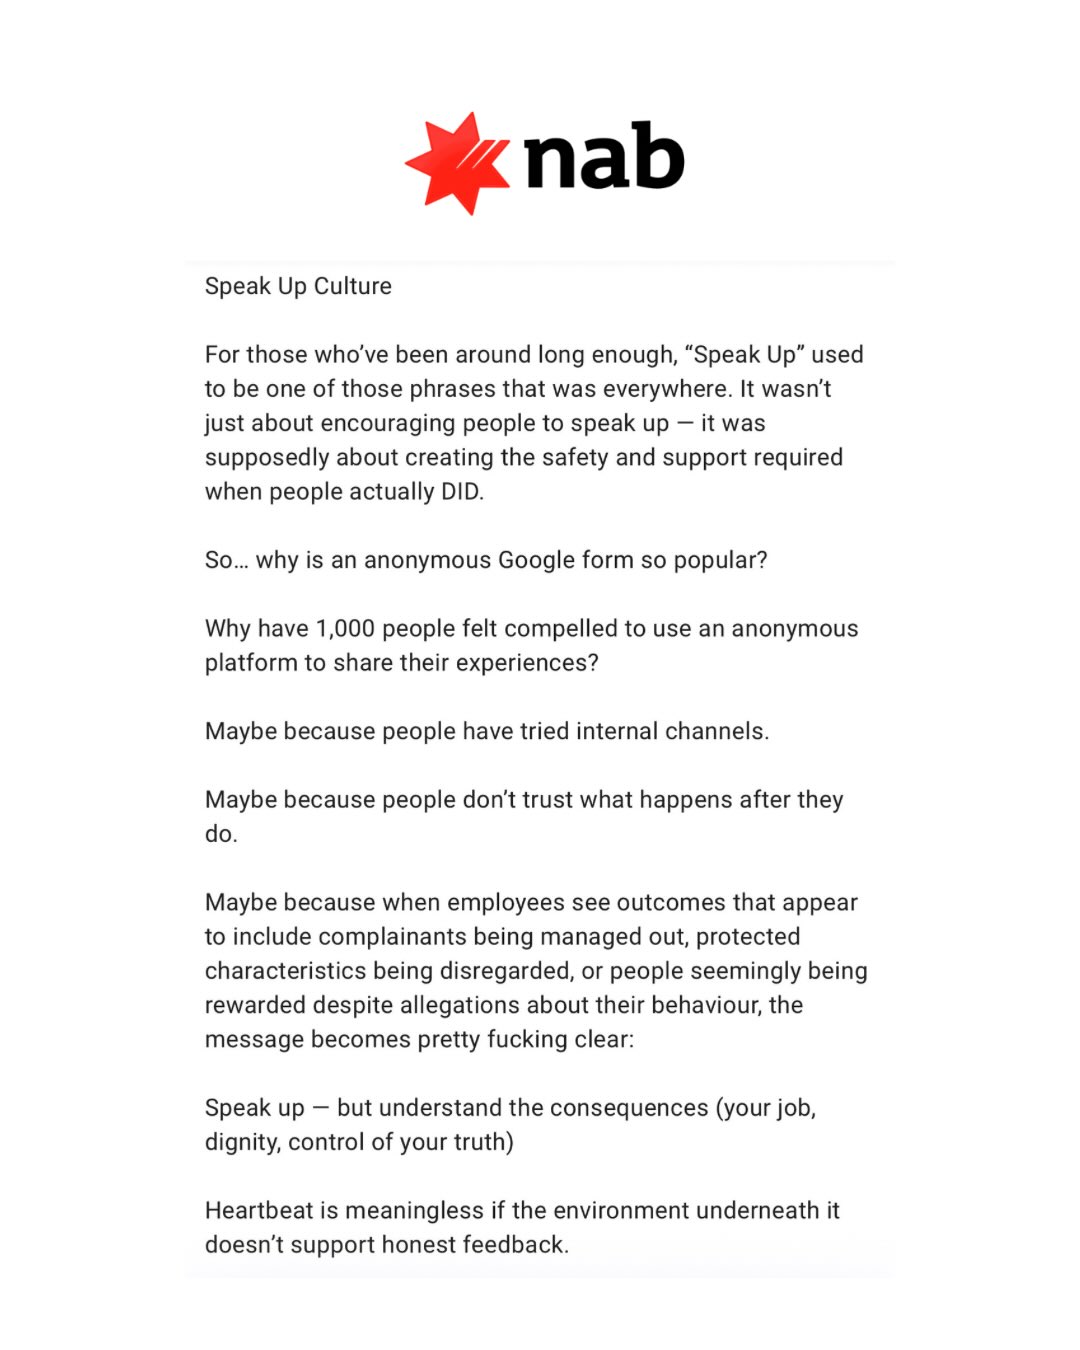 nab
Speak Up Culture
For those who’ve been around long enough, “Speak Up” used
to be one of those phrases that was everywhere. It wasn’t
just about encouraging people to speak up — it was
supposedly about creating the safety and support required
when people actually DID.
So... why is an anonymous Google form so popular?
Why have 1,000 people felt compelled to use an anonymous
platform to share their experiences?
Maybe because people have tried internal channels.
Maybe because people don’t trust what happens after they
do.
Maybe because when employees see outcomes that appear
to include complainants being managed out, protected
characteristics being disregarded, or people seemingly being
rewarded despite allegations about their behaviour, the
message becomes pretty fucking clear:
Speak up — but understand the consequences (your job,
dignity, control of your truth)
Heartbeat is meaningless if the environment underneath it
doesn’t support honest feedback.